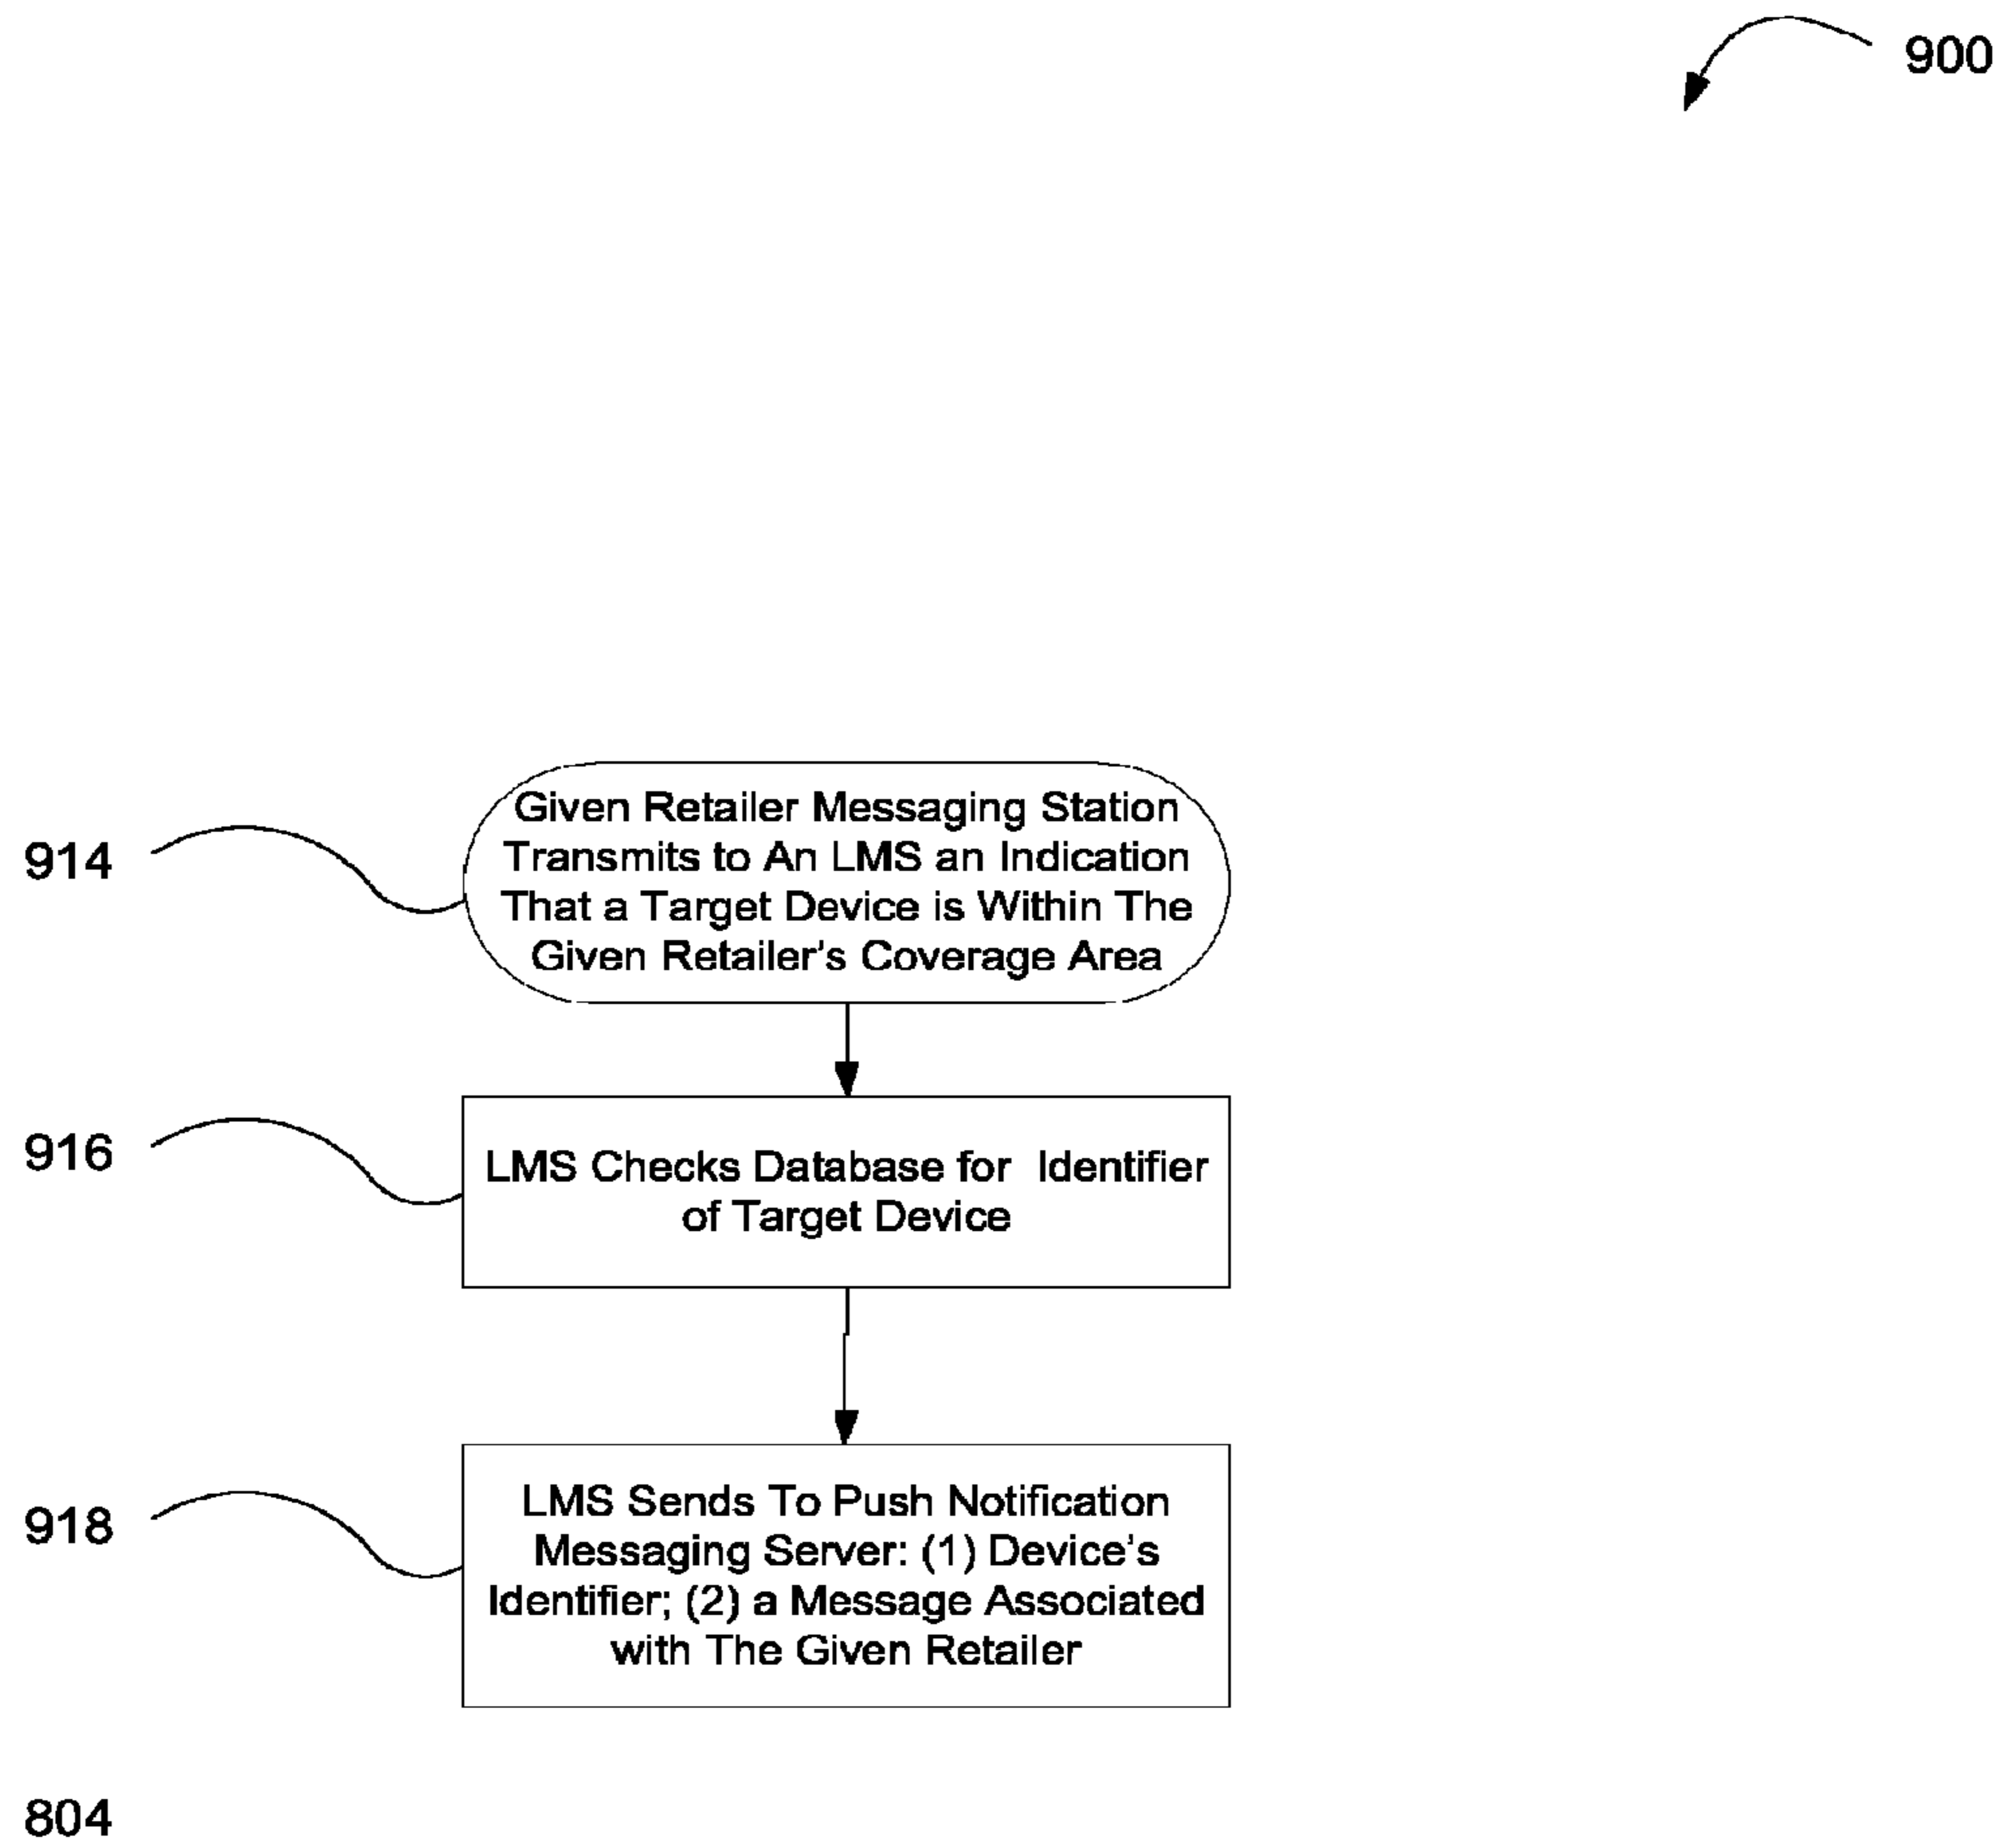 900
914
Given Retailer Messaging Station
Transmits to An LMS an Indication
That a Target Device is Within The
Given Retailer's Coverage Area
916
LMS Checks Database for Identifier
of Target Device
918
LMS Sends To Push Notification
Messaging Server: (1) Device's
Identifier; (2) a Message Associated
with The Given Retailer
804